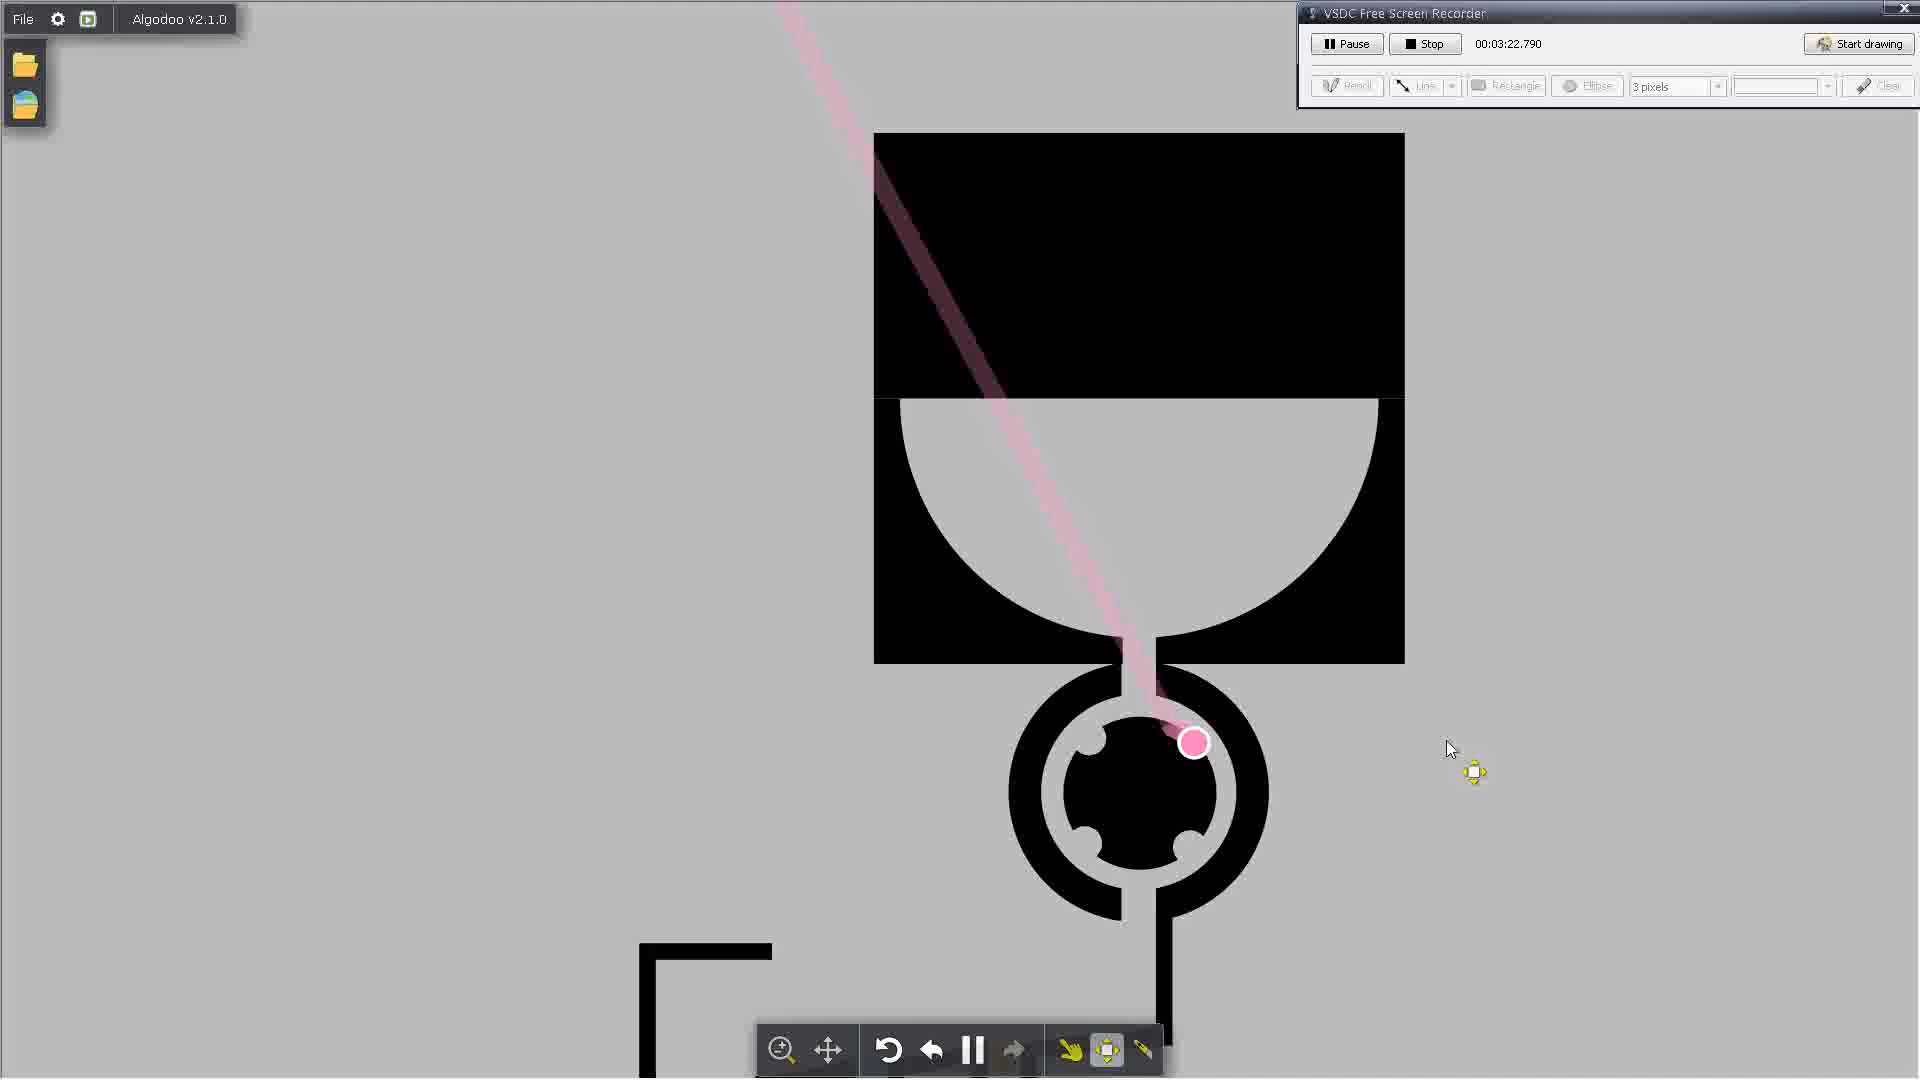 File Algodoo v2.1.0
VSDC Free Screen Recorder
Pause Stop 00:03:22.790 Start drawing
Pencil Line Rectangle Ellipse 3 pixels Clear